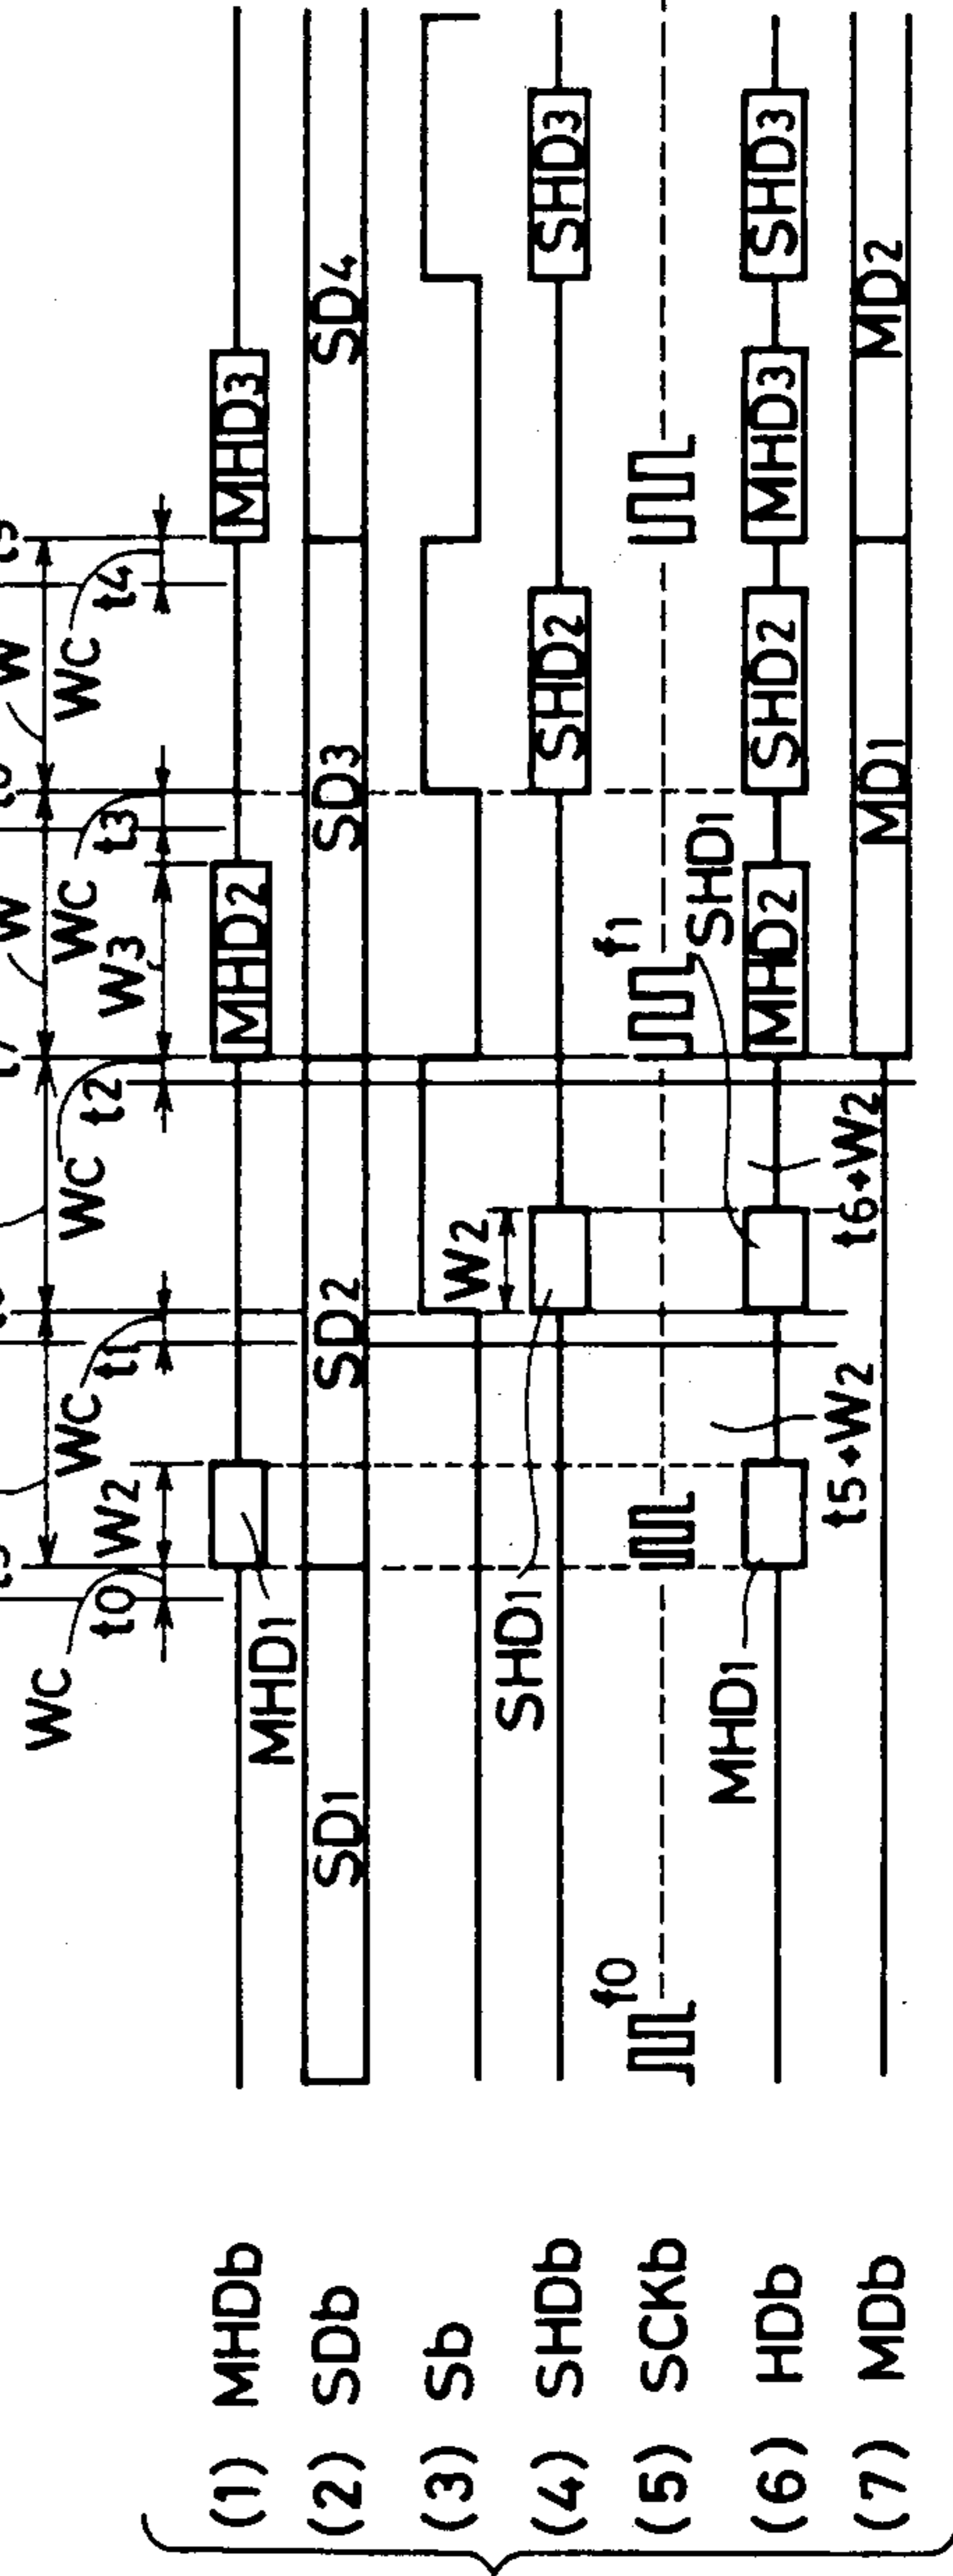 W W
WC WC WC WC WC
t0 W2 t1 t2 W3 t3 t4
(1) MHDb MHD2 MHD3
MHD1
(2) SDb SD1 SD2 SD3 SD4
(3) Sb
W2
(4) SHDb SHD2 SHD3
SHD1
f0 f1
(5) SCKb
MHD1 SHD1
(6) HDb MHD2 SHD2 MHD3 SHD3
t5+W2 t6+W2
(7) MDb MD1 MD2